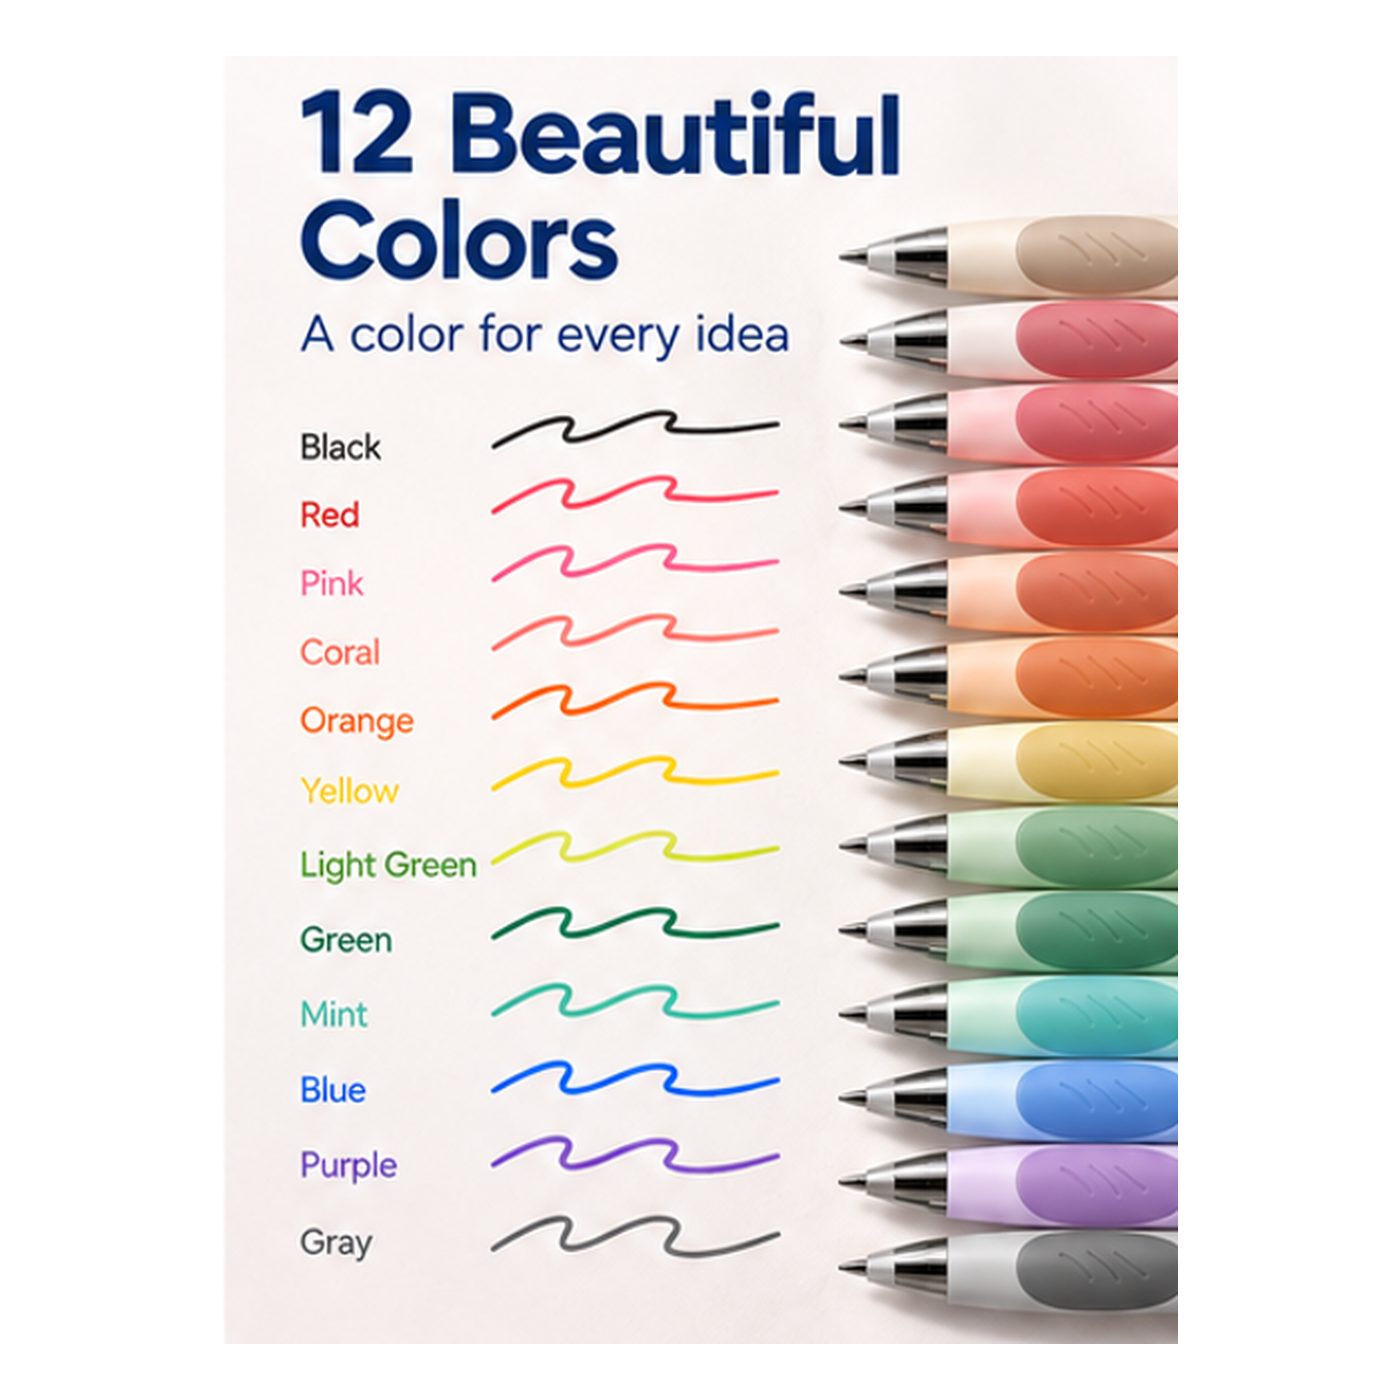 12 Beautiful
Colors
A color for every idea
Black
Red
Pink
Coral
Orange
Yellow
Light Green
Green
Mint
Blue
Purple
Gray